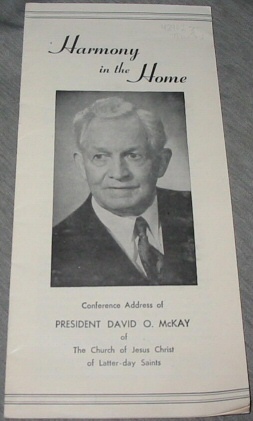 Harmony
in the
Home
Conference Address of
PRESIDENT DAVID O. McKAY
of
The Church of Jesus Christ
of Latter-day Saints